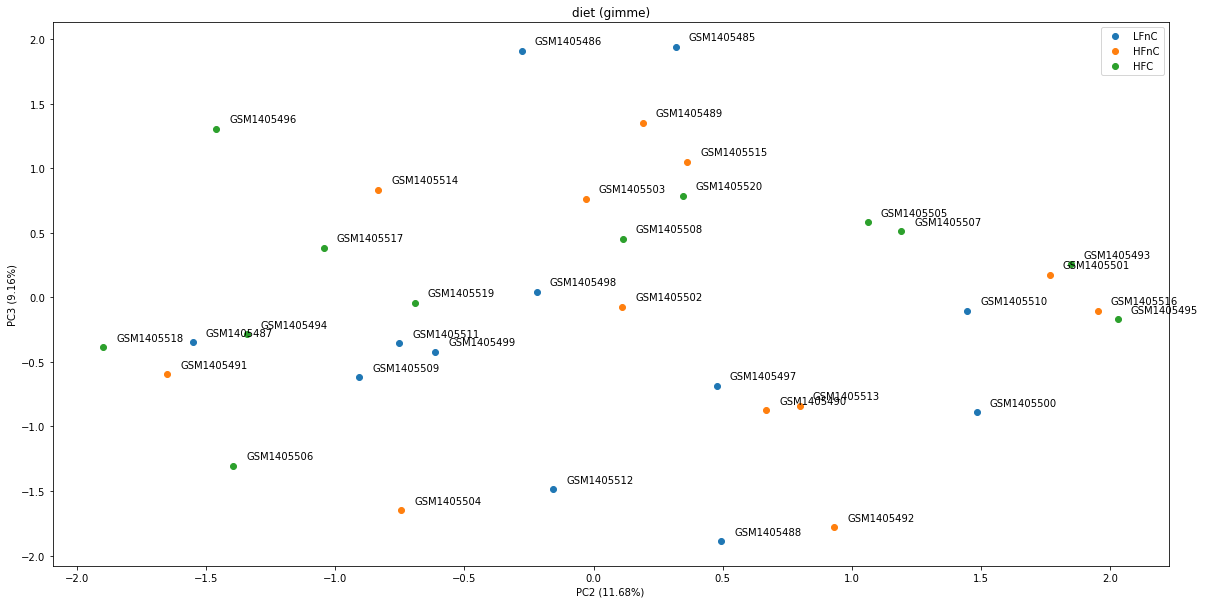 diet (gimme)
LFnC
HFnC
HFC
GSM1405486
GSM1405485
GSM1405489
GSM1405496
GSM1405515
GSM1405514
GSM1405520
GSM1405503
GSM1405505
GSM1405507
GSM1405508
GSM1405517
GSM1405493
GSM1405501
GSM1405498
GSM1405519
GSM1405502
GSM1405510
GSM1405516
GSM1405495
GSM1405494
GSM1405487
GSM1405518
GSM1405511
GSM1405499
GSM1405491
GSM1405509
GSM1405497
GSM1405513
GSM1405490
GSM1405500
GSM1405506
GSM1405512
GSM1405504
GSM1405492
GSM1405488
2.0
1.5
1.0
0.5
0.0
−0.5
−1.0
−1.5
−2.0
PC3 (9.16%)
−2.0
−1.5
−1.0
−0.5
0.0
0.5
1.0
1.5
2.0
PC2 (11.68%)